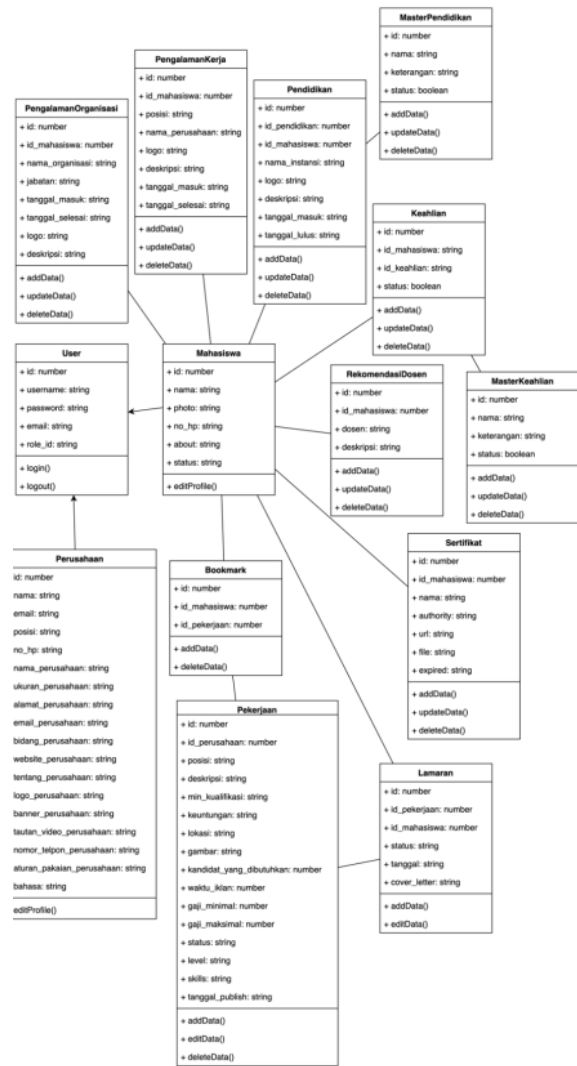 MasterPendidikan
+ id: number
+ nama: string
+ keterangan: string
+ status: boolean
+ addData()
+ updateData()
+ deleteData()
PengalamanKerja
+ id: number
+ id_mahasiswa: number
+ posisi: string
+ nama_perusahaan: string
+ logo: string
+ deskripsi: string
+ tanggal_masuk: string
+ tanggal_selesai: string
+ addData()
+ updateData()
+ deleteData()
Pendidikan
+ id: number
+ id_pendidikan: number
+ id_mahasiswa: number
+ nama_instansi: string
+ logo: string
+ deskripsi: string
+ tanggal_masuk: string
+ tanggal_lulus: string
+ addData()
+ updateData()
+ deleteData()
PengalamanOrganisasi
+ id: number
+ id_mahasiswa: number
+ nama_organisasi: string
+ jabatan: string
+ tanggal_masuk: string
+ tanggal_selesai: string
+ logo: string
+ deskripsi: string
+ addData()
+ updateData()
+ deleteData()
Keahlian
+ id: number
+ id_mahasiswa: string
+ id_keahlian: string
+ status: boolean
+ addData()
+ updateData()
+ deleteData()
User
+ id: number
+ username: string
+ password: string
+ email: string
+ role_id: string
+ login()
+ logout()
Mahasiswa
+ id: number
+ nama: string
+ photo: string
+ no_hp: string
+ about: string
+ status: string
+ editProfile()
RekomendasiDosen
+ id: number
+ id_mahasiswa: number
+ dosen: string
+ deskripsi: string
+ addData()
+ updateData()
+ deleteData()
MasterKeahlian
+ id: number
+ nama: string
+ keterangan: string
+ status: boolean
+ addData()
+ updateData()
+ deleteData()
Sertifikat
+ id: number
+ id_mahasiswa: number
+ nama: string
+ authority: string
+ url: string
+ file: string
+ expired: string
+ addData()
+ updateData()
+ deleteData()
Perusahaan
id: number
nama: string
email: string
posisi: string
no_hp: string
nama_perusahaan: string
ukuran_perusahaan: string
alamat_perusahaan: string
email_perusahaan: string
bidang_perusahaan: string
website_perusahaan: string
tentang_perusahaan: string
logo_perusahaan: string
banner_perusahaan: string
tautan_video_perusahaan: string
nomor_telpon_perusahaan: string
aturan_pakaian_perusahaan: string
bahasa: string
editProfile()
Bookmark
+ id: number
+ id_mahasiswa: number
+ id_pekerjaan: number
+ addData()
+ deleteData()
Pekerjaan
+ id: number
+ id_perusahaan: number
+ posisi: string
+ deskripsi: string
+ min_kualifikasi: string
+ keuntungan: string
+ lokasi: string
+ gambar: string
+ kandidat_yang_dibutuhkan: number
+ waktu_iklan: number
+ gaji_minimal: number
+ gaji_maksimal: number
+ status: string
+ level: string
+ skills: string
+ tanggal_publish: string
+ addData()
+ editData()
+ deleteData()
Lamaran
+ id: number
+ id_pekerjaan: number
+ id_mahasiswa: number
+ status: string
+ tanggal: string
+ cover_letter: string
+ addData()
+ editData()